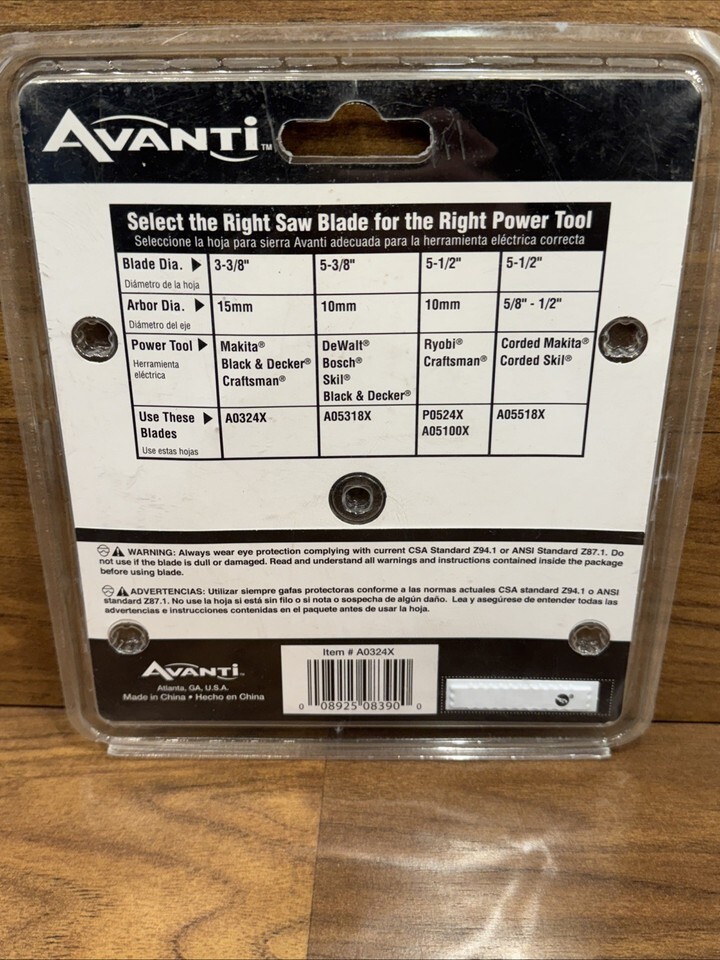 AVANTI™
Select the Right Saw Blade for the Right Power Tool
Seleccione la hoja para sierra Avanti adecuada para la herramienta eléctrica correcta
Blade Dia. ▶ 3-3/8" 5-3/8" 5-1/2" 5-1/2"
Diámetro de la hoja
Arbor Dia. ▶ 15mm 10mm 10mm 5/8" - 1/2"
Diámetro del eje
Power Tool ▶ Makita® DeWalt® Ryobi® Corded Makita®
Herramienta Black & Decker® Bosch® Craftsman® Corded Skil®
eléctrica Craftsman® Skil®
Black & Decker®
Use These ▶ A0324X A05318X P0524X A05518X
Blades A05100X
Use estas hojas
WARNING: Always wear eye protection complying with current CSA Standard Z94.1 or ANSI Standard Z87.1. Do
not use if the blade is dull or damaged. Read and understand all warnings and instructions contained inside the package
before using blade.
ADVERTENCIAS: Utilizar siempre gafas protectoras conforme a las normas actuales CSA standard Z94.1 o ANSI
standard Z87.1. No use la hoja si está sin filo o si nota o sospecha de algún daño. Lea y asegúrese de entender todas las
advertencias e instrucciones contenidas en el paquete antes de usar la hoja.
AVANTI™
Atlanta, GA, U.S.A.
Made in China • Hecho en China
Item # A0324X
0 08925 08390 0